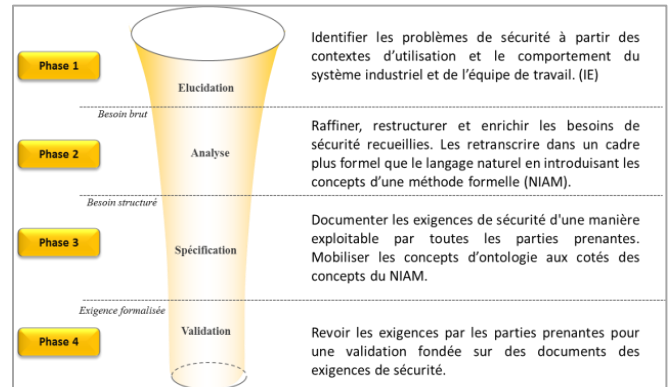 Phase 1
Elucidation
Identifier les problèmes de sécurité à partir des
contextes d'utilisation et le comportement du
système industriel et de l'équipe de travail. (IE)
Besoin brut
Phase 2
Analyse
Raffiner, restructurer et enrichir les besoins de
sécurité recueillies. Les retranscrire dans un cadre
plus formel que le langage naturel en introduisant les
concepts d'une méthode formelle (NIAM).
Besoin structuré
Phase 3
Spécification
Documenter les exigences de sécurité d'une manière
exploitable par toutes les parties prenantes.
Mobiliser les concepts d'ontologie aux cotés des
concepts du NIAM.
Exigence formalisée
Phase 4
Validation
Revoir les exigences par les parties prenantes pour
une validation fondée sur des documents des
exigences de sécurité.